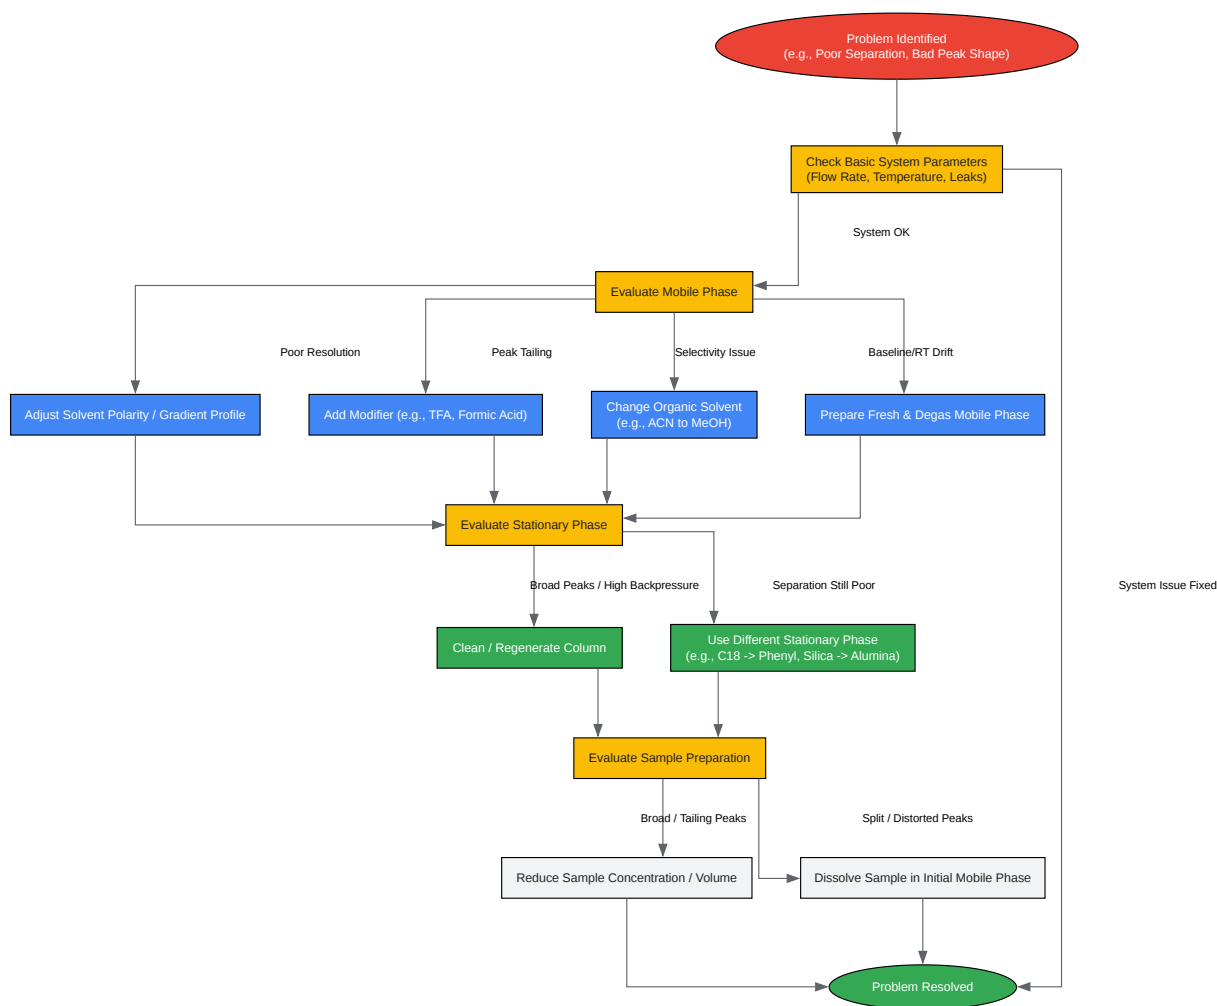 Problem Identified
(e.g., Poor Separation, Bad Peak Shape)
Check Basic System Parameters
(Flow Rate, Temperature, Leaks)
System OK
Evaluate Mobile Phase
Poor Resolution
Peak Tailing
Selectivity Issue
Baseline/RT Drift
Adjust Solvent Polarity / Gradient Profile
Add Modifier (e.g., TFA, Formic Acid)
Change Organic Solvent
(e.g., ACN to MeOH)
Prepare Fresh & Degas Mobile Phase
Evaluate Stationary Phase
Broad Peaks / High Backpressure
Separation Still Poor
System Issue Fixed
Clean / Regenerate Column
Use Different Stationary Phase
(e.g., C18 -> Phenyl, Silica -> Alumina)
Evaluate Sample Preparation
Broad / Tailing Peaks
Split / Distorted Peaks
Reduce Sample Concentration / Volume
Dissolve Sample in Initial Mobile Phase
Problem Resolved